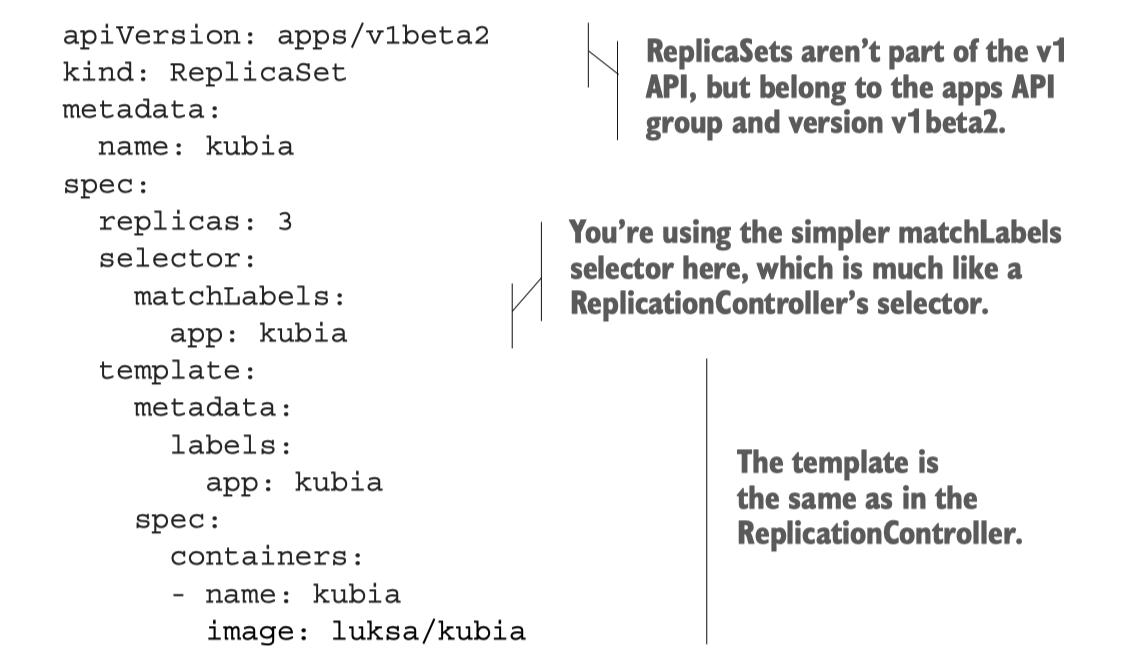 apiVersion: apps/v1beta2
kind: ReplicaSet
metadata:
  name: kubia
spec:
  replicas: 3
  selector:
    matchLabels:
      app: kubia
  template:
    metadata:
      labels:
        app: kubia
    spec:
      containers:
      - name: kubia
        image: luksa/kubia
ReplicaSets aren’t part of the v1
API, but belong to the apps API
group and version v1beta2.
You’re using the simpler matchLabels
selector here, which is much like a
ReplicationController’s selector.
The template is
the same as in the
ReplicationController.